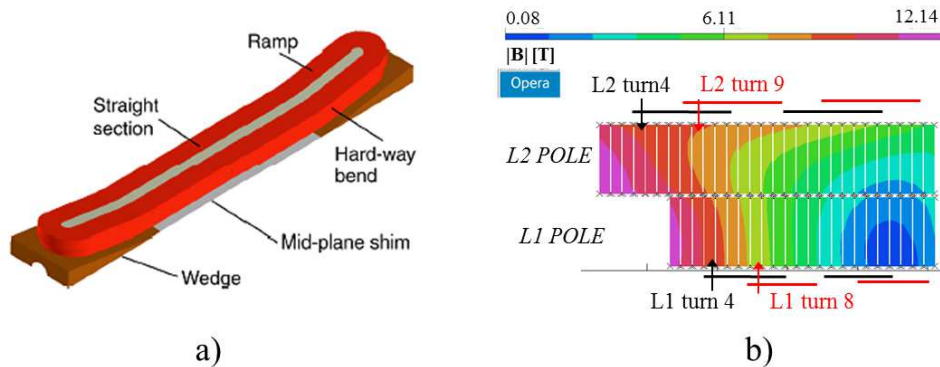 Ramp
Straight
section
Hard-way
bend
Mid-plane shim
Wedge
a)
0.08 6.11 12.14
|B| [T]
Opera
L2 turn4 L2 turn 9
L2 POLE
L1 POLE
L1 turn 4 L1 turn 8
b)